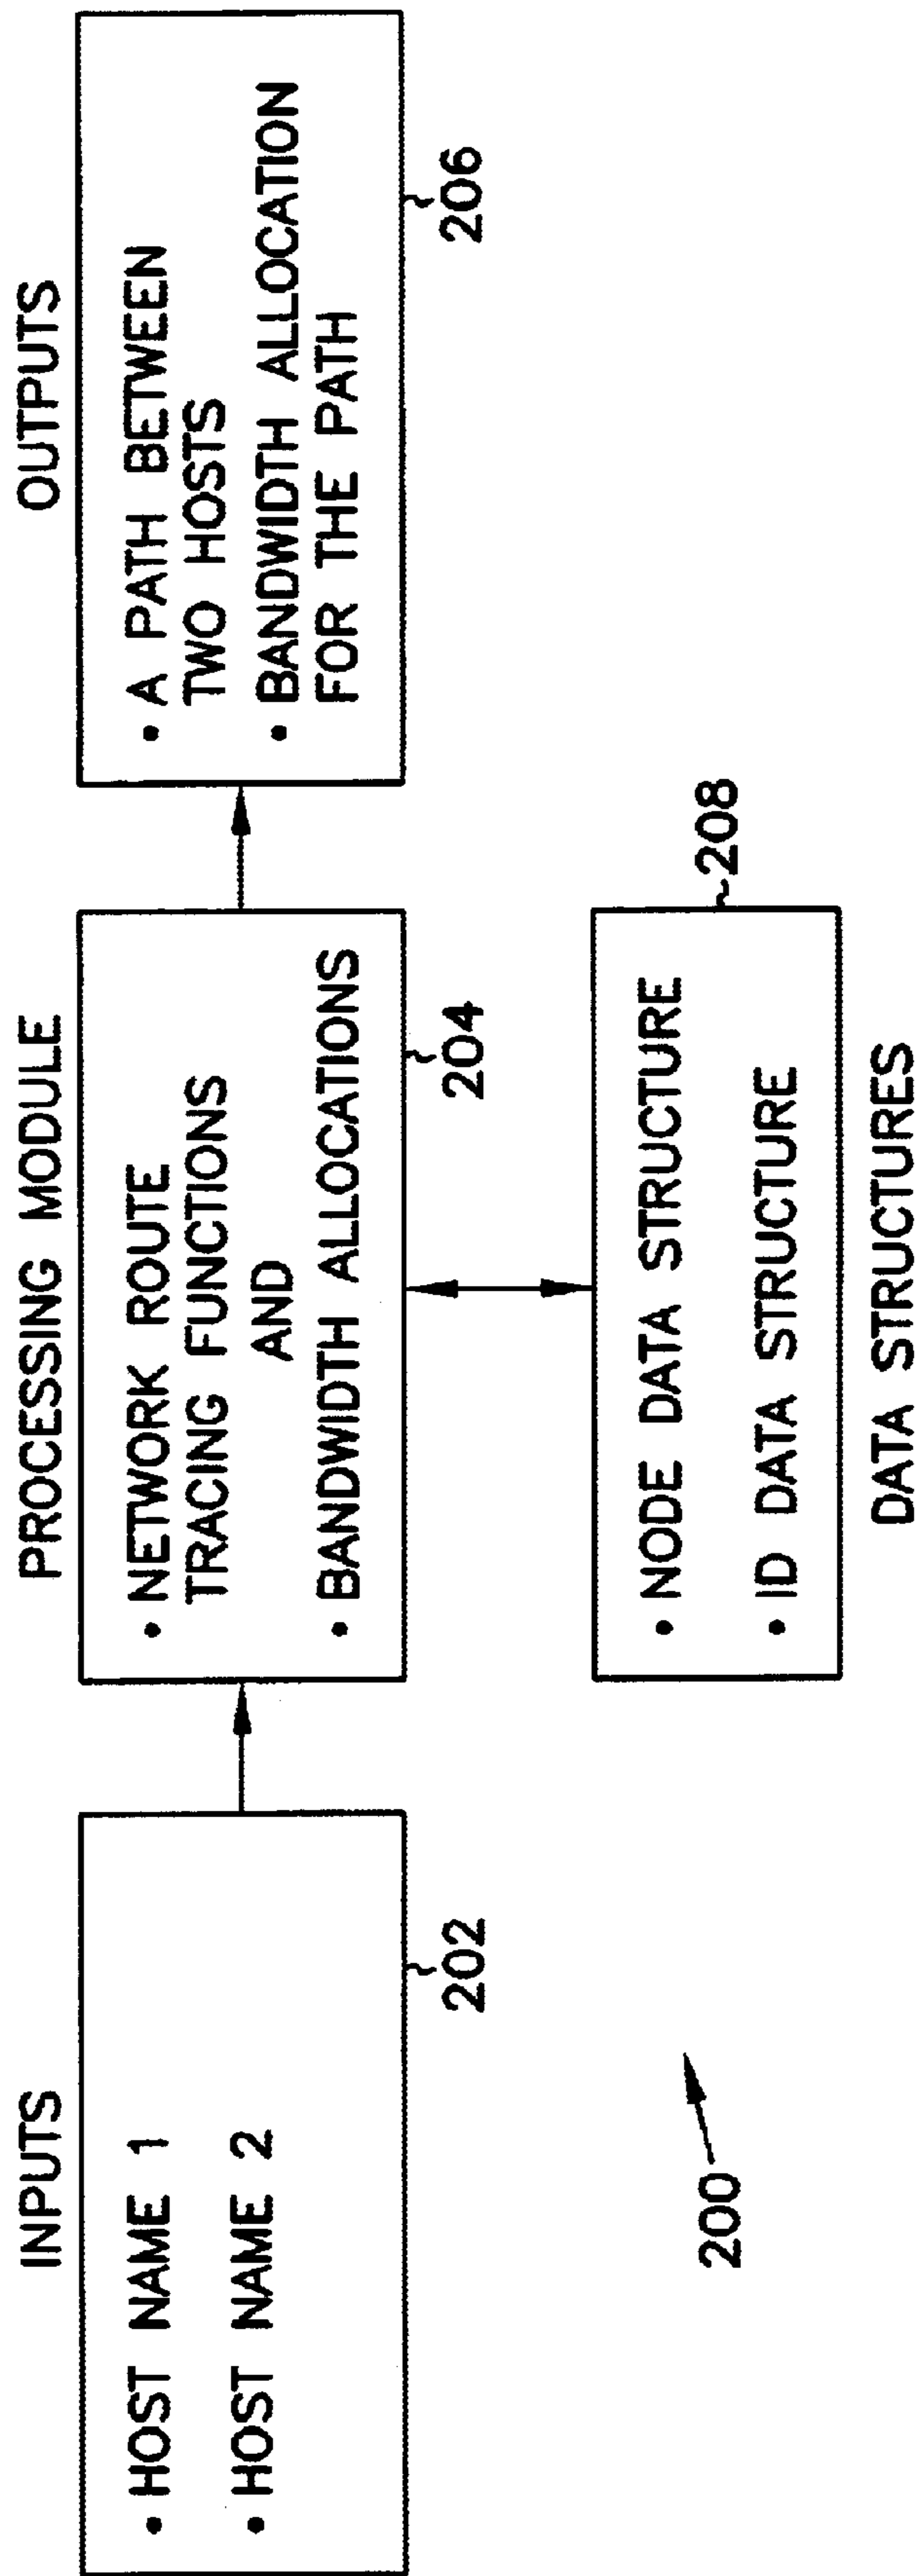 INPUTS
• HOST NAME 1
• HOST NAME 2
202
PROCESSING MODULE
• NETWORK ROUTE
TRACING FUNCTIONS
AND
• BANDWIDTH ALLOCATIONS
204
OUTPUTS
• A PATH BETWEEN
TWO HOSTS
• BANDWIDTH ALLOCATION
FOR THE PATH
206
• NODE DATA STRUCTURE
• ID DATA STRUCTURE
208
DATA STRUCTURES
200